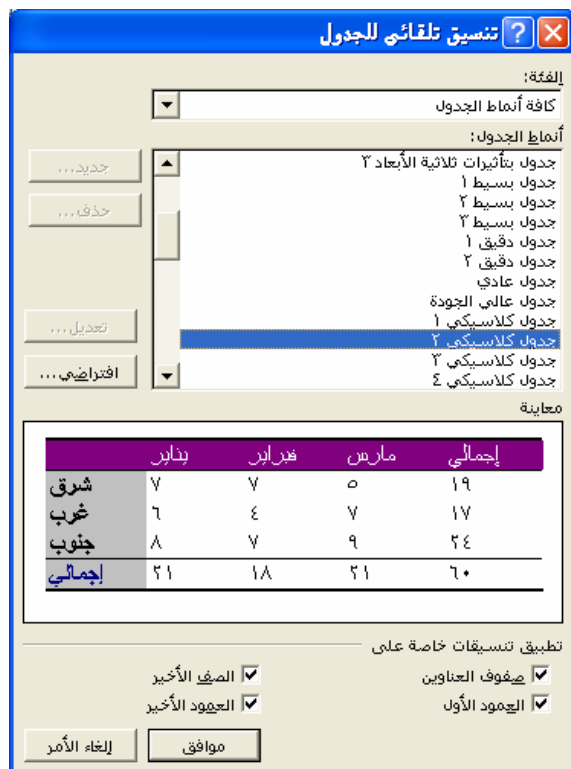 تنسيق تلقائي للجدول
الفئة:
كافة أنماط الجدول
أنماط الجدول:
جدول بتأثيرات ثلاثية الأبعاد ٣
جدول بسيط ١
جدول بسيط ٢
جدول بسيط ٣
جدول دقيق ١
جدول دقيق ٢
جدول عادي
جدول عالي الجودة
جدول كلاسيكي ١
جدول كلاسيكي ٢
جدول كلاسيكي ٣
جدول كلاسيكي ٤
جديد...
حذف...
تعديل...
افتراضي...
معاينة
يناير فبراير مارس إجمالي
شرق ٧ ٧ ٥ ١٩
غرب ٦ ٤ ٧ ١٧
جنوب ٨ ٧ ٩ ٢٤
إجمالي ٢١ ١٨ ٢١ ٦٠
تطبيق تنسيقات خاصة على
صفوف العناوين الصف الأخير
العمود الأول العمود الأخير
موافق إلغاء الأمر